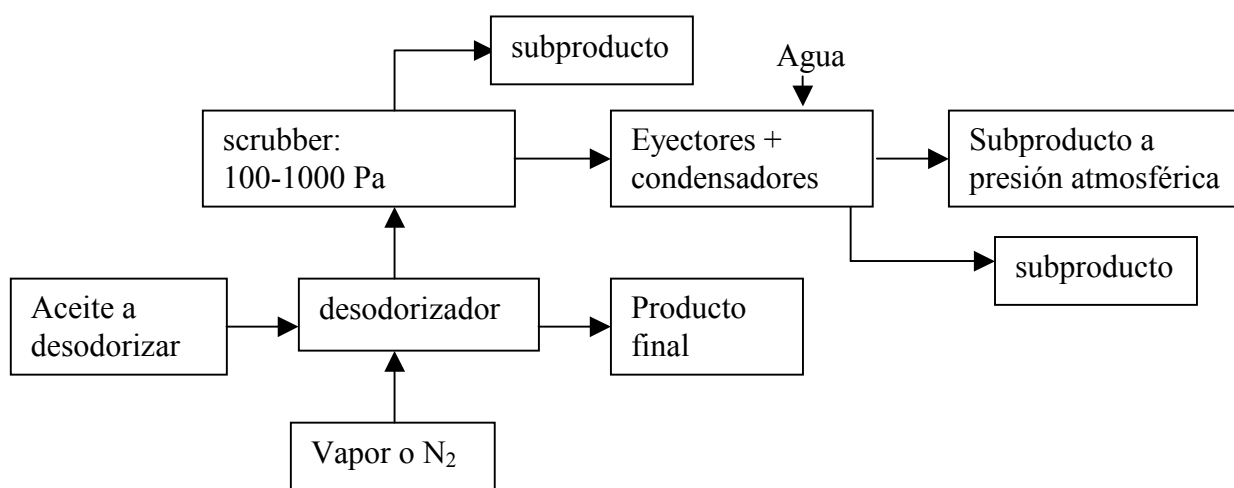 subproducto
Agua
scrubber:
100-1000 Pa
Eyectores +
condensadores
Subproducto a
presión atmosférica
subproducto
Aceite a
desodorizar
desodorizador
Producto
final
Vapor o N₂